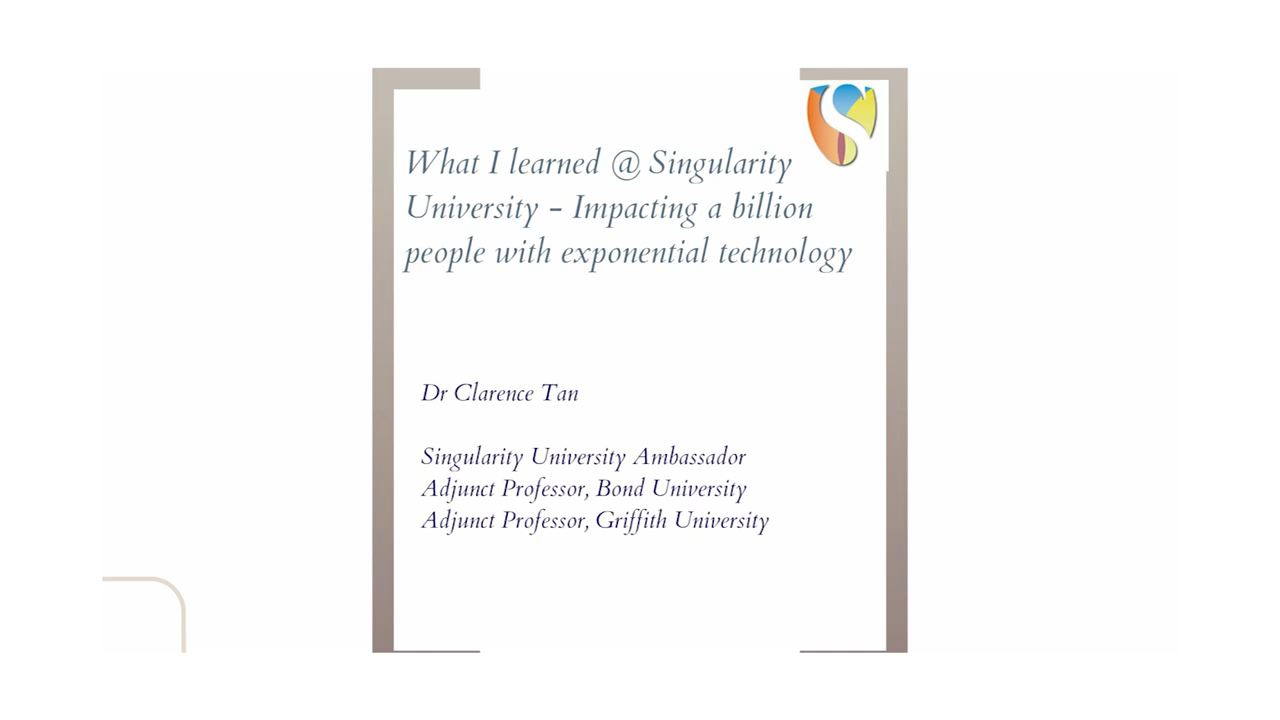 What I learned @ Singularity
University - Impacting a billion
people with exponential technology
Dr Clarence Tan
Singularity University Ambassador
Adjunct Professor, Bond University
Adjunct Professor, Griffith University